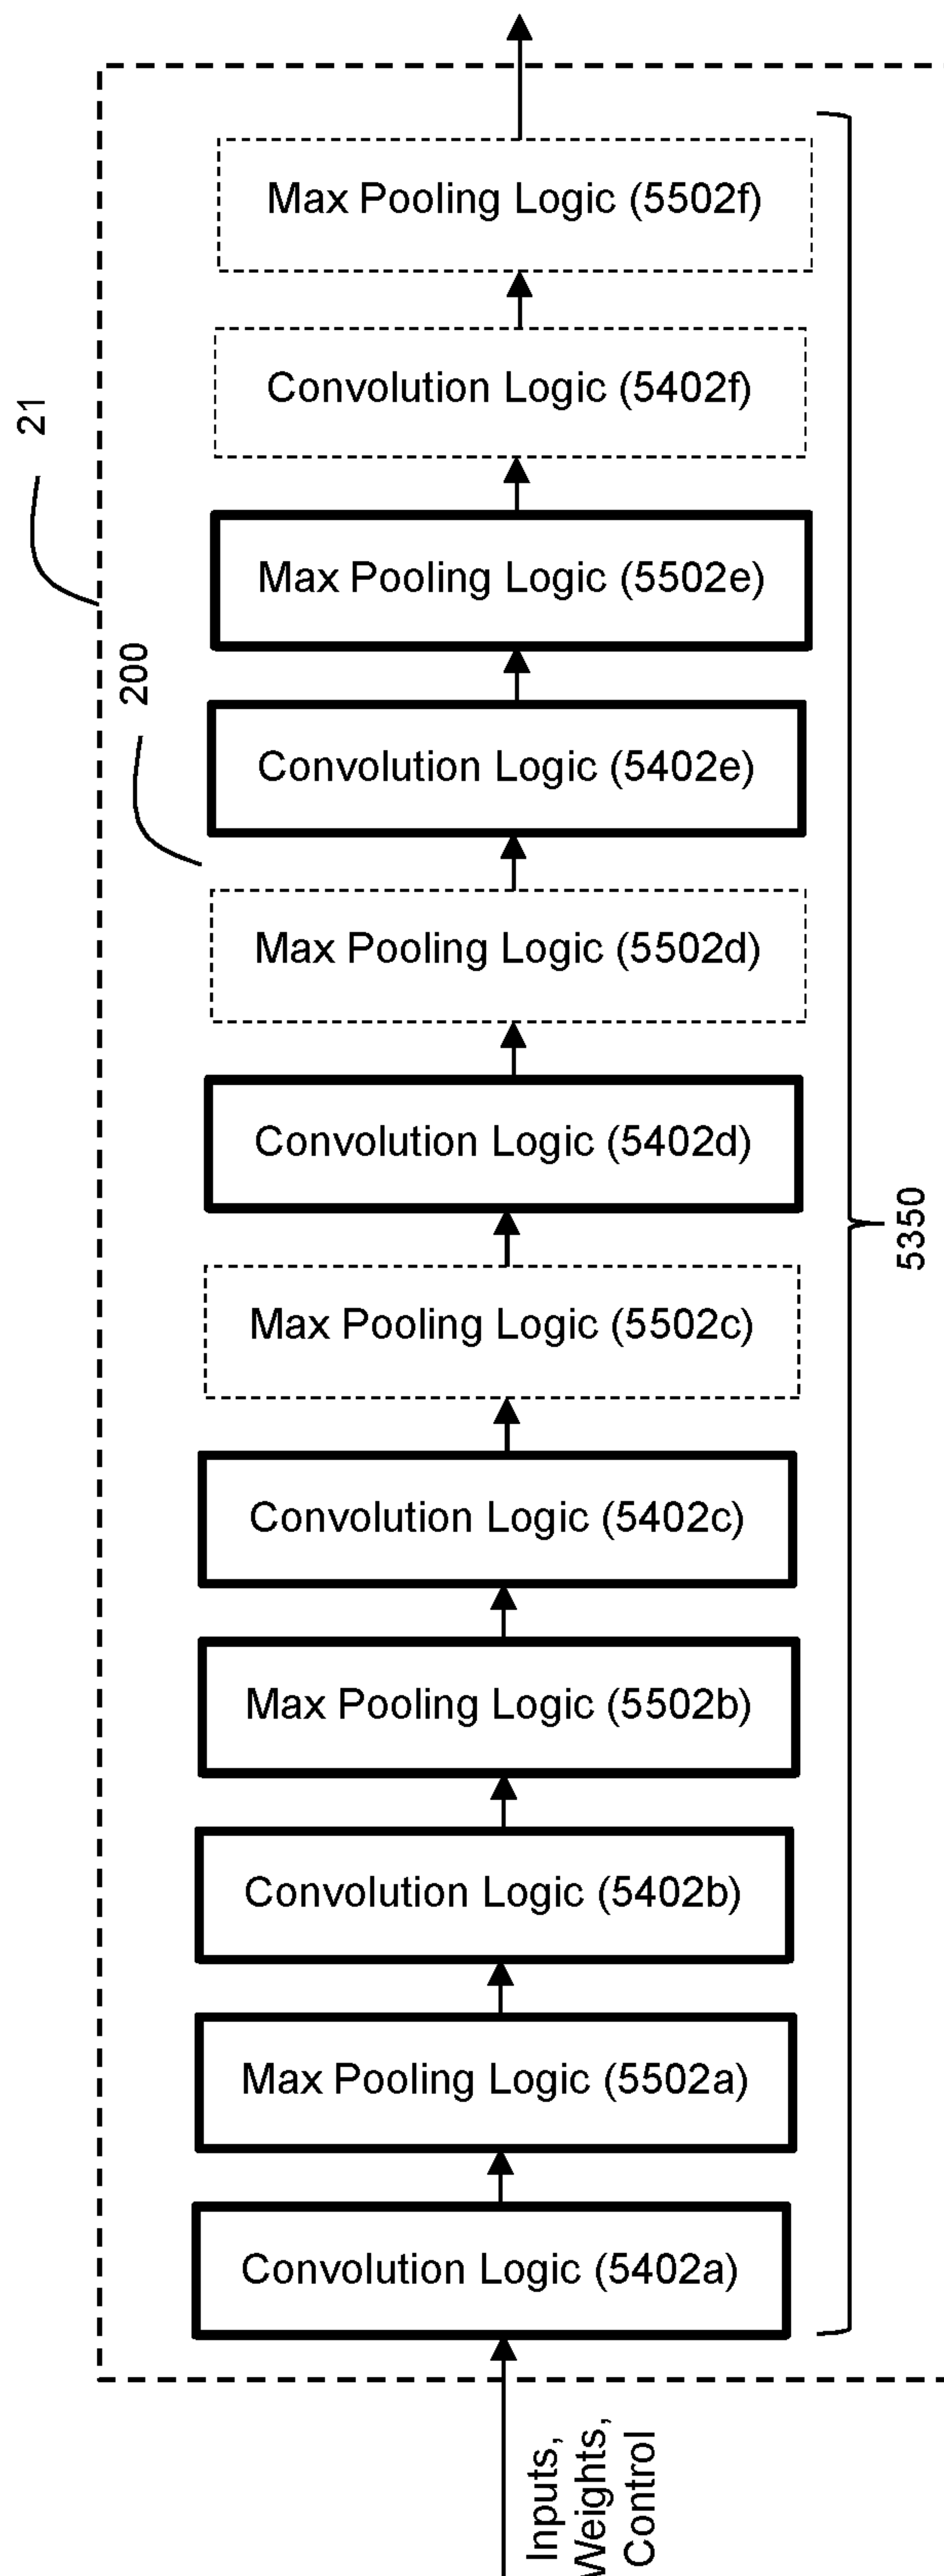 Max Pooling Logic (5502f)
Convolution Logic (5402f)
21
Max Pooling Logic (5502e)
200
Convolution Logic (5402e)
Max Pooling Logic (5502d)
Convolution Logic (5402d)
5350
Max Pooling Logic (5502c)
Convolution Logic (5402c)
Max Pooling Logic (5502b)
Convolution Logic (5402b)
Max Pooling Logic (5502a)
Convolution Logic (5402a)
Inputs,
Weights,
Control